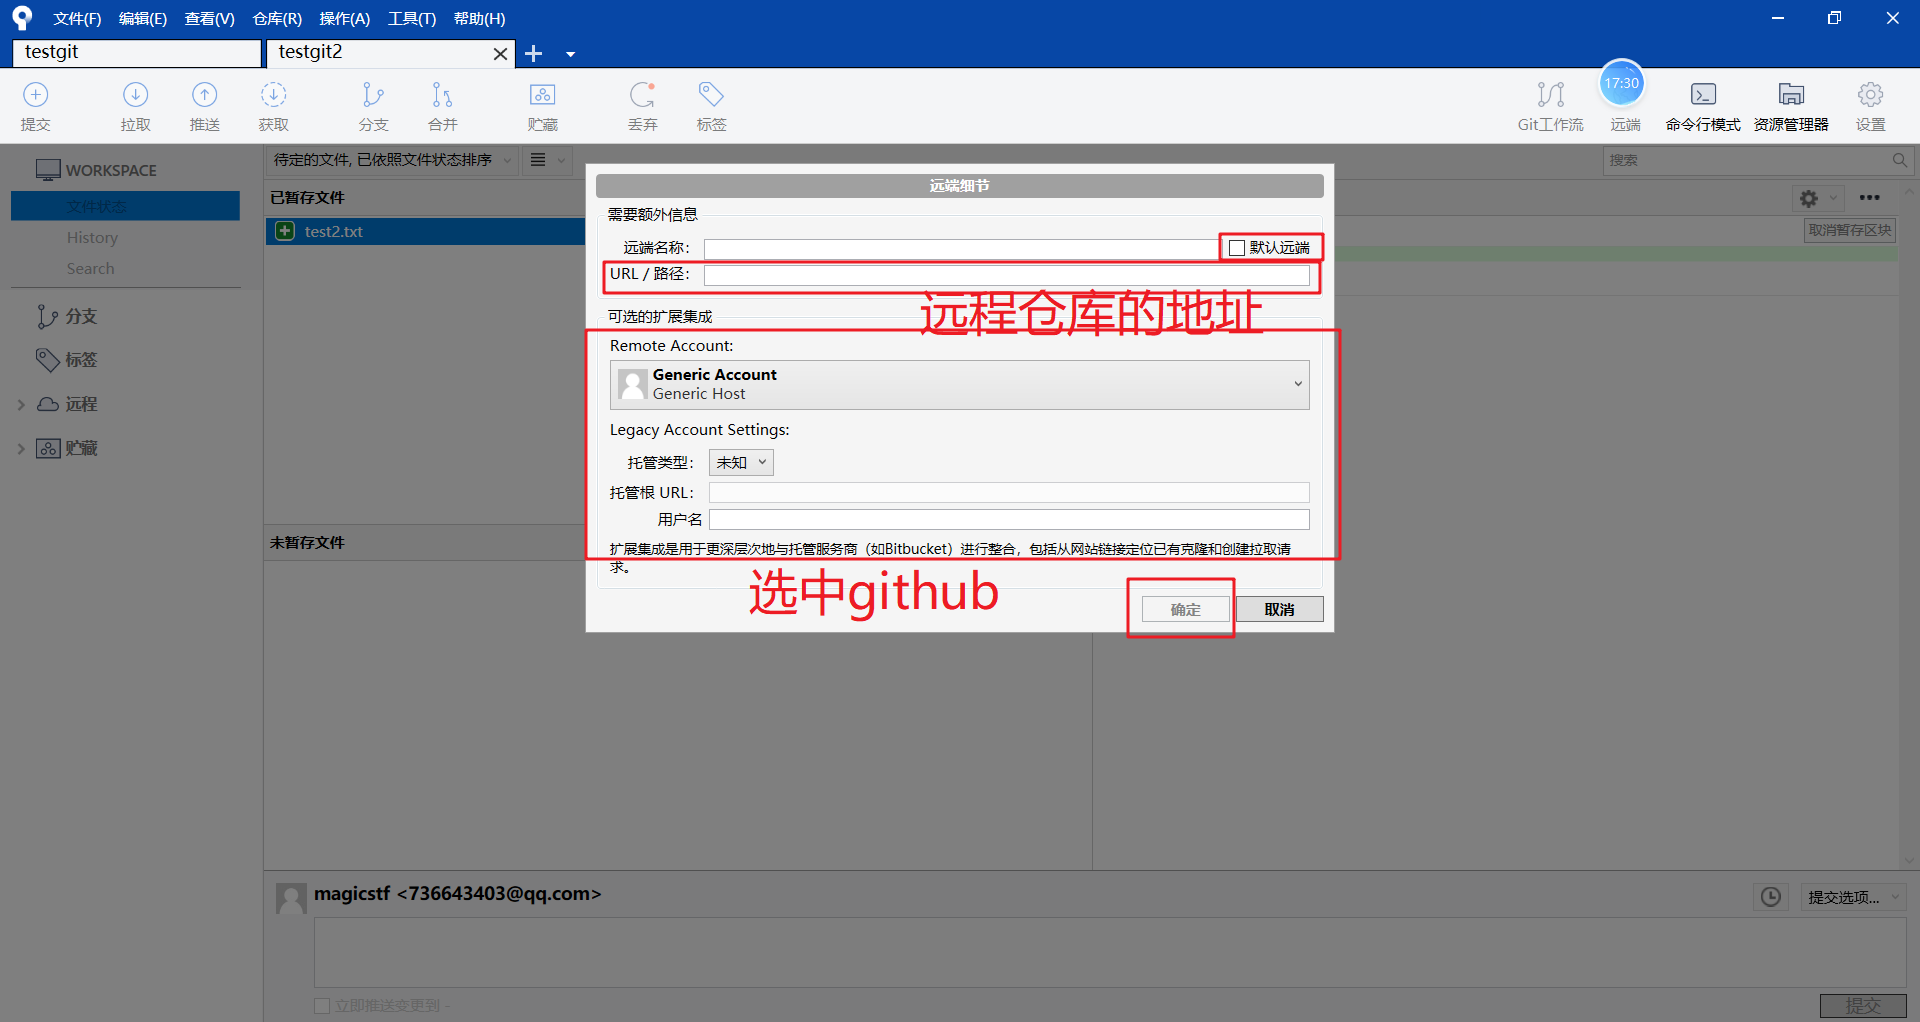 文件(F) 编辑(E) 查看(V) 仓库(R) 操作(A) 工具(T) 帮助(H)
testgit testgit2
提交 拉取 推送 获取 分支 合并 贮藏 丢弃 标签 Git工作流 远端 命令行模式 资源管理器 设置
17:30
WORKSPACE
文件状态
History
Search
分支
标签
远程
贮藏
待定的文件, 已依照文件状态排序
搜索
已暂存文件
test2.txt
取消暂存区块
未暂存文件
远端细节
需要额外信息
远端名称: 默认远端
URL / 路径:
远程仓库的地址
可选的扩展集成
Remote Account:
Generic Account
Generic Host
Legacy Account Settings:
托管类型: 未知
托管根 URL:
用户名
扩展集成是用于更深层次地与托管服务商（如Bitbucket）进行整合，包括从网站链接定位已有克隆和创建拉取请
求。
选中github
确定 取消
magicstf <736643403@qq.com>
提交选项...
立即推送变更到 -
提交